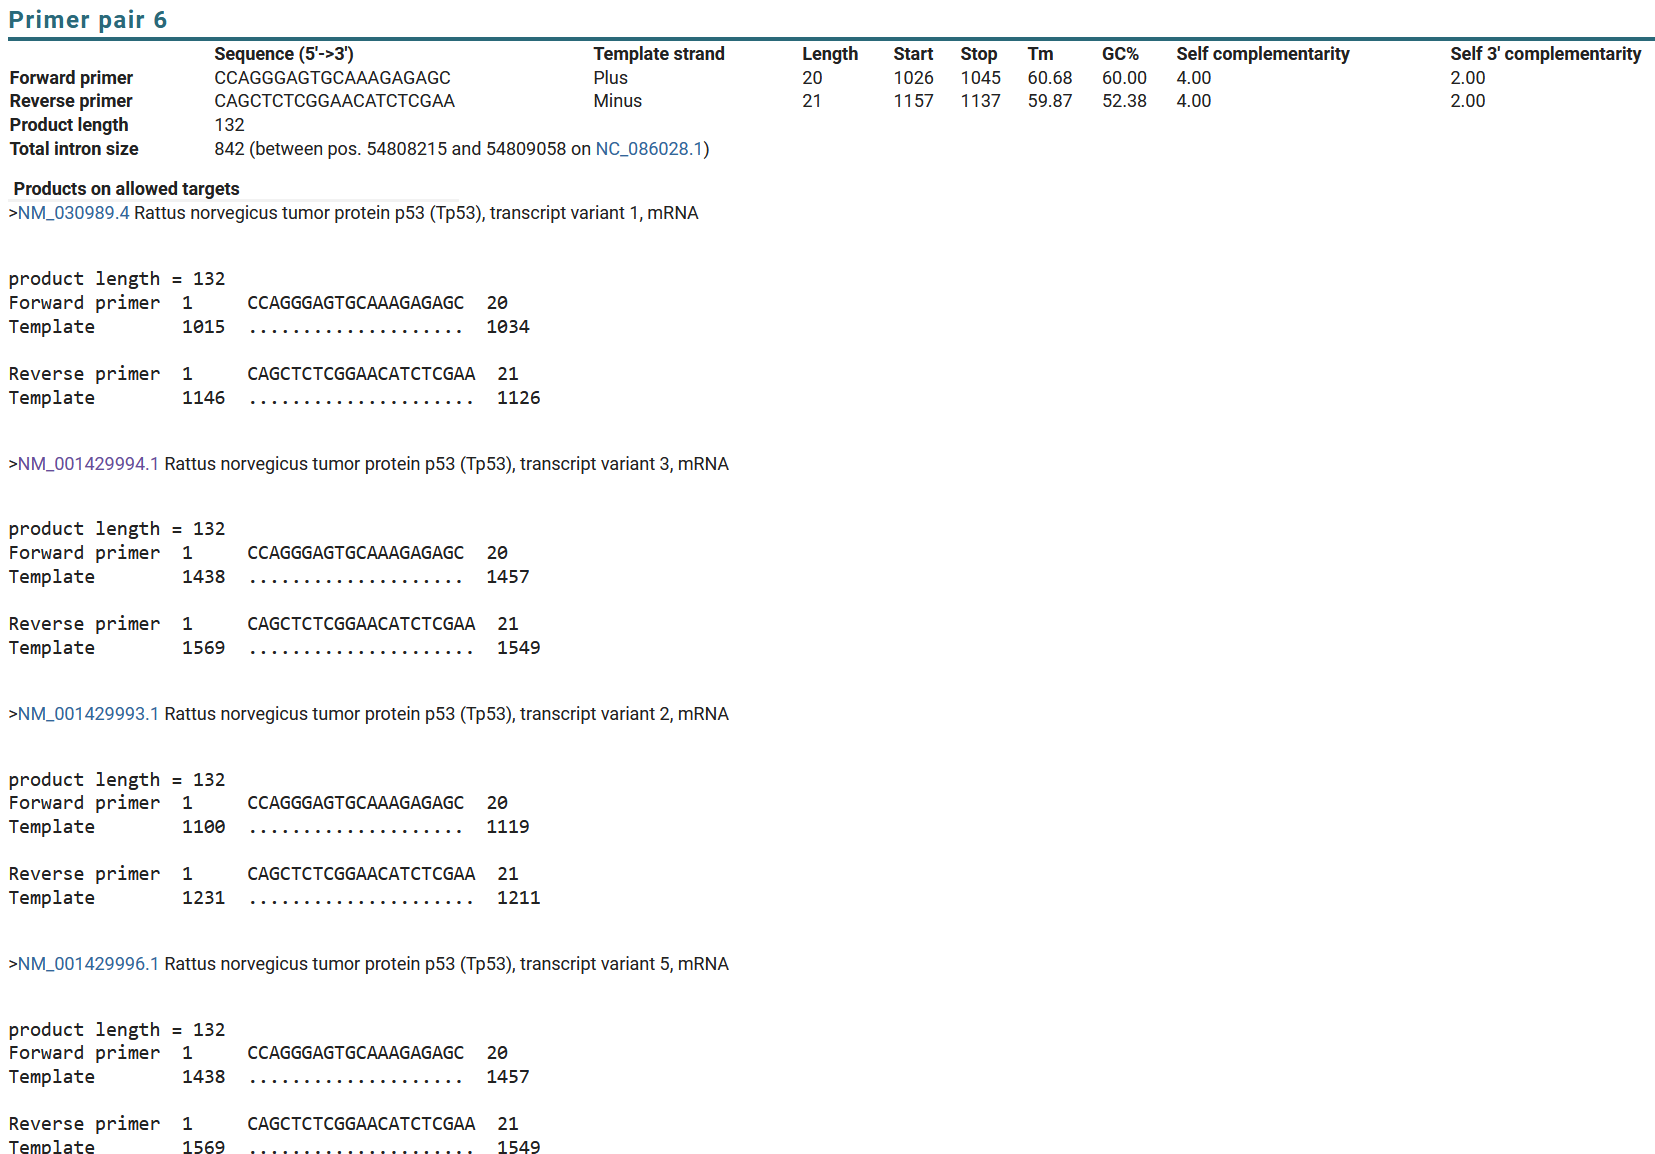 Primer pair 6
Sequence (5'->3') Template strand Length Start Stop Tm GC% Self complementarity Self 3' complementarity
Forward primer CCAGGGAGTGCAAAGAGAGC Plus 20 1026 1045 60.68 60.00 4.00 2.00
Reverse primer CAGCTCTCGGAACATCTCGAA Minus 21 1157 1137 59.87 52.38 4.00 2.00
Product length 132
Total intron size 842 (between pos. 54808215 and 54809058 on NC_086028.1)
Products on allowed targets
>NM_030989.4 Rattus norvegicus tumor protein p53 (Tp53), transcript variant 1, mRNA
product length = 132
Forward primer 1 CCAGGGAGTGCAAAGAGAGC 20
Template 1015 .................... 1034
Reverse primer 1 CAGCTCTCGGAACATCTCGAA 21
Template 1146 ..................... 1126
>NM_001429994.1 Rattus norvegicus tumor protein p53 (Tp53), transcript variant 3, mRNA
product length = 132
Forward primer 1 CCAGGGAGTGCAAAGAGAGC 20
Template 1438 .................... 1457
Reverse primer 1 CAGCTCTCGGAACATCTCGAA 21
Template 1569 ..................... 1549
>NM_001429993.1 Rattus norvegicus tumor protein p53 (Tp53), transcript variant 2, mRNA
product length = 132
Forward primer 1 CCAGGGAGTGCAAAGAGAGC 20
Template 1100 .................... 1119
Reverse primer 1 CAGCTCTCGGAACATCTCGAA 21
Template 1231 ..................... 1211
>NM_001429996.1 Rattus norvegicus tumor protein p53 (Tp53), transcript variant 5, mRNA
product length = 132
Forward primer 1 CCAGGGAGTGCAAAGAGAGC 20
Template 1438 .................... 1457
Reverse primer 1 CAGCTCTCGGAACATCTCGAA 21
Template 1569 ..................... 1549